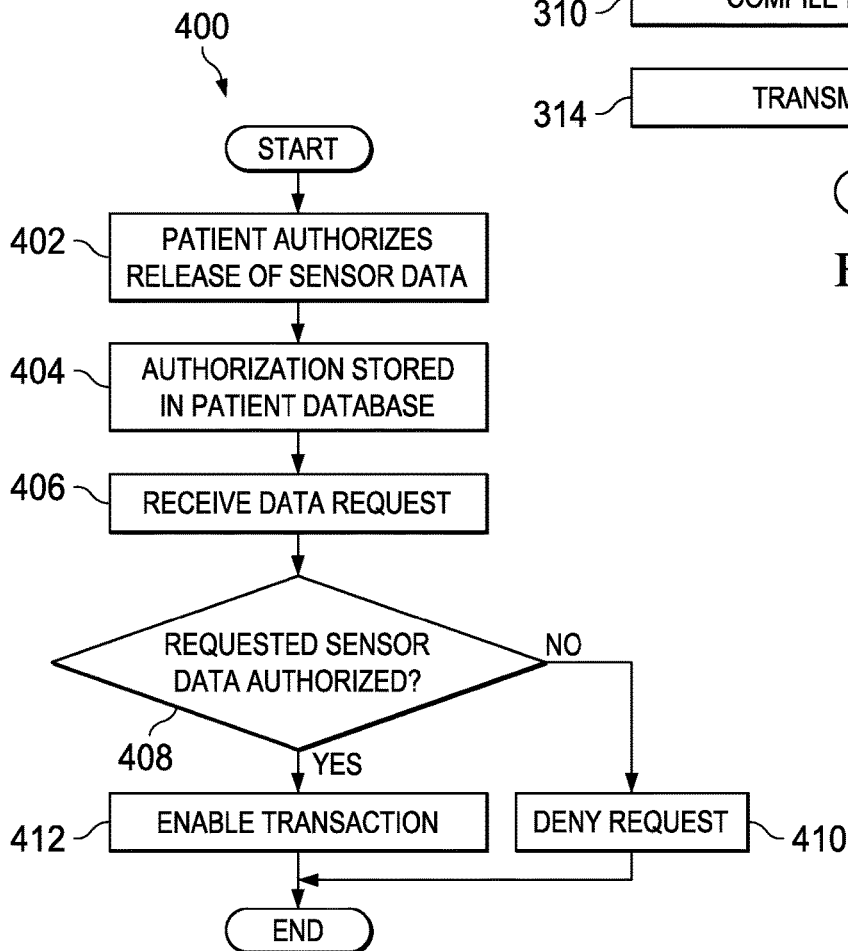 400
310
COMPILE
314
START
402
PATIENT AUTHORIZES
RELEASE OF SENSOR DATA
404
AUTHORIZATION STORED
IN PATIENT DATABASE
406
RECEIVE DATA REQUEST
REQUESTED SENSOR
DATA AUTHORIZED?
NO
408
YES
412
ENABLE TRANSACTION
DENY REQUEST
410
END